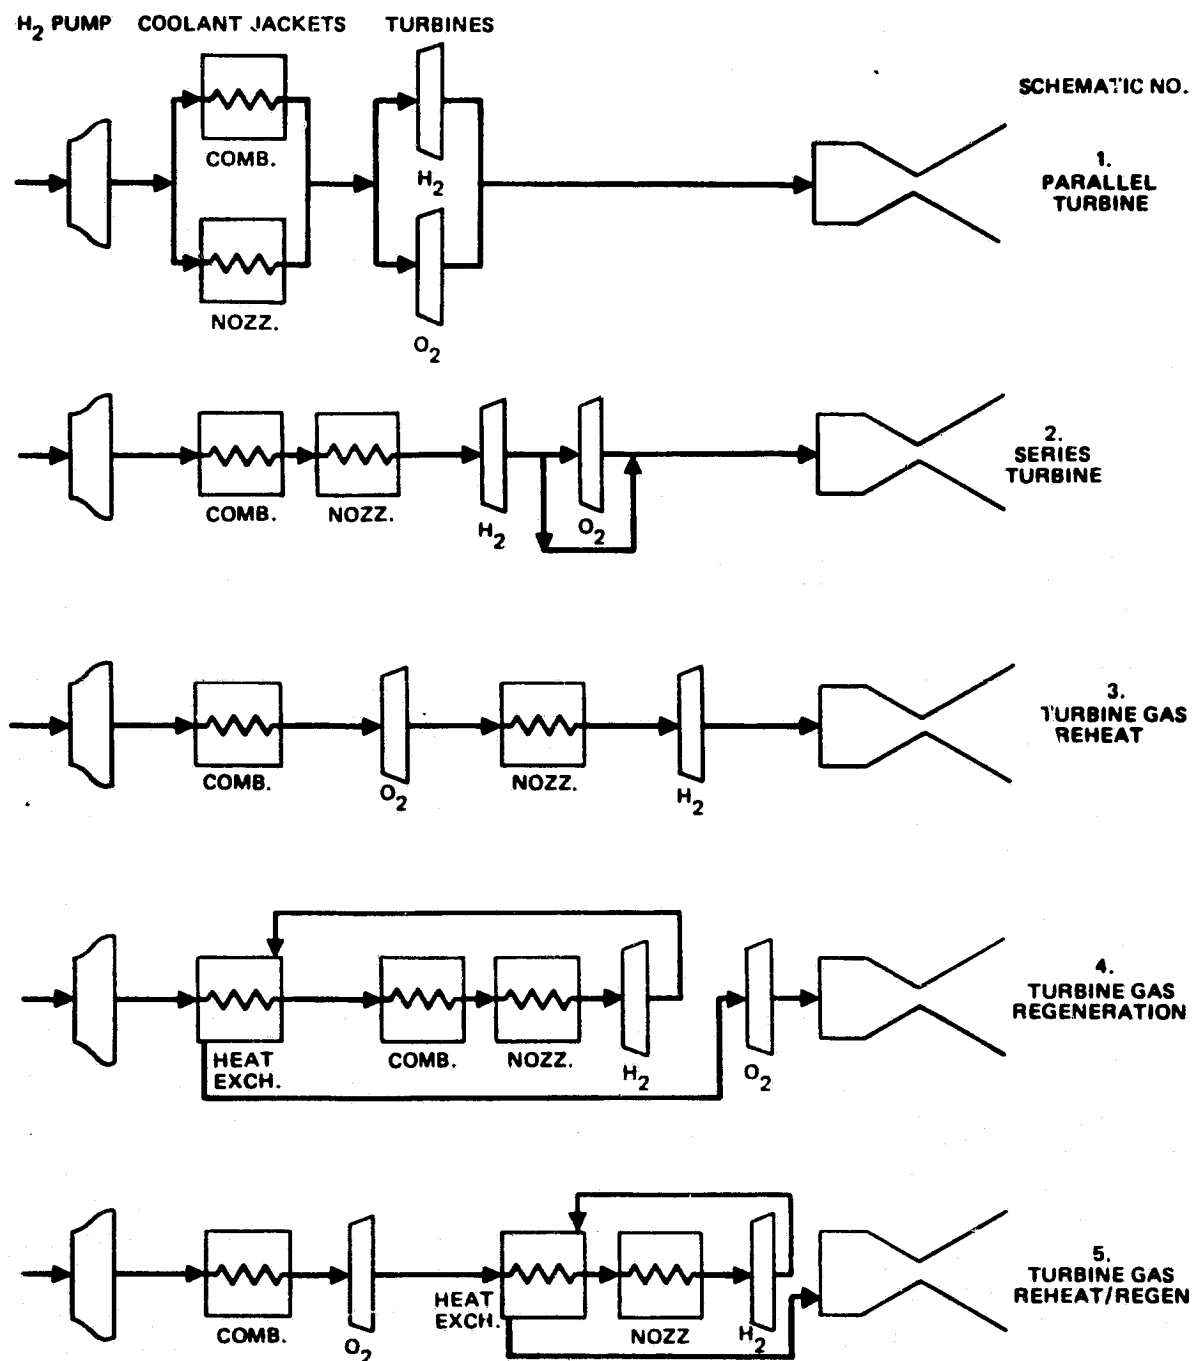 H2 PUMP COOLANT JACKETS TURBINES
SCHEMATIC NO.
COMB.
H2
NOZZ.
O2
1.
PARALLEL
TURBINE
COMB.
NOZZ.
H2
O2
2.
SERIES
TURBINE
COMB.
O2
NOZZ.
H2
3.
TURBINE GAS
REHEAT
HEAT
EXCH.
COMB.
NOZZ.
H2
O2
4.
TURBINE GAS
REGENERATION
COMB.
O2
HEAT
EXCH.
NOZZ
H2
5.
TURBINE GAS
REHEAT/REGEN